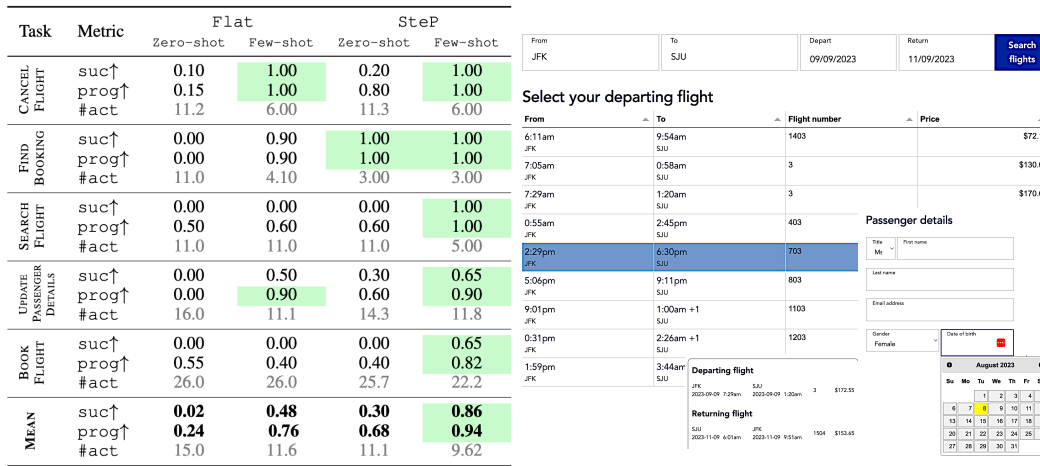 Task Metric Flat SteP
Zero-shot Few-shot Zero-shot Few-shot
CANCEL FLIGHT
suc↑ 0.10 1.00 0.20 1.00
prog↑ 0.15 1.00 0.80 1.00
#act 11.2 6.00 11.3 6.00
FIND BOOKING
suc↑ 0.00 0.90 1.00 1.00
prog↑ 0.00 0.90 1.00 1.00
#act 11.0 4.10 3.00 3.00
SEARCH FLIGHT
suc↑ 0.00 0.00 0.00 1.00
prog↑ 0.50 0.60 0.60 1.00
#act 11.0 11.0 11.0 5.00
UPDATE PASSENGER DETAILS
suc↑ 0.00 0.50 0.30 0.65
prog↑ 0.00 0.90 0.60 0.90
#act 16.0 11.1 14.3 11.8
BOOK FLIGHT
suc↑ 0.00 0.00 0.00 0.65
prog↑ 0.55 0.40 0.40 0.82
#act 26.0 26.0 25.7 22.2
MEAN
suc↑ 0.02 0.48 0.30 0.86
prog↑ 0.24 0.76 0.68 0.94
#act 15.0 11.6 11.1 9.62
From To Depart Return
JFK SJU 09/09/2023 11/09/2023
Search flights
Select your departing flight
From To Flight number Price
6:11am 9:54am 1403 $72.
JFK SJU
7:05am 0:58am 3 $130.
JFK SJU
7:29am 1:20am 3 $170.
JFK SJU
0:55am 2:45pm 403
JFK SJU
2:29pm 6:30pm 703
JFK SJU
5:06pm 9:11pm 803
JFK SJU
9:01pm 1:00am +1 1103
JFK SJU
0:31pm 2:26am +1 1203
JFK SJU
1:59pm 3:44am
JFK SJU
Passenger details
Title First name
Last name
Email address
Gender Date of birth
Female
August 2023
Su Mo Tu We Th Fr S
1 2 3 4
6 7 8 9 10 11
13 14 15 16 17 18
20 21 22 23 24 25
27 28 29 30 31
Departing flight
JFK SJU 3 $172.55
2023-09-09 7:29am 2023-09-09 1:20am
Returning flight
SJU JFK 1504 $153.65
2023-11-09 6:01am 2023-11-09 9:51am